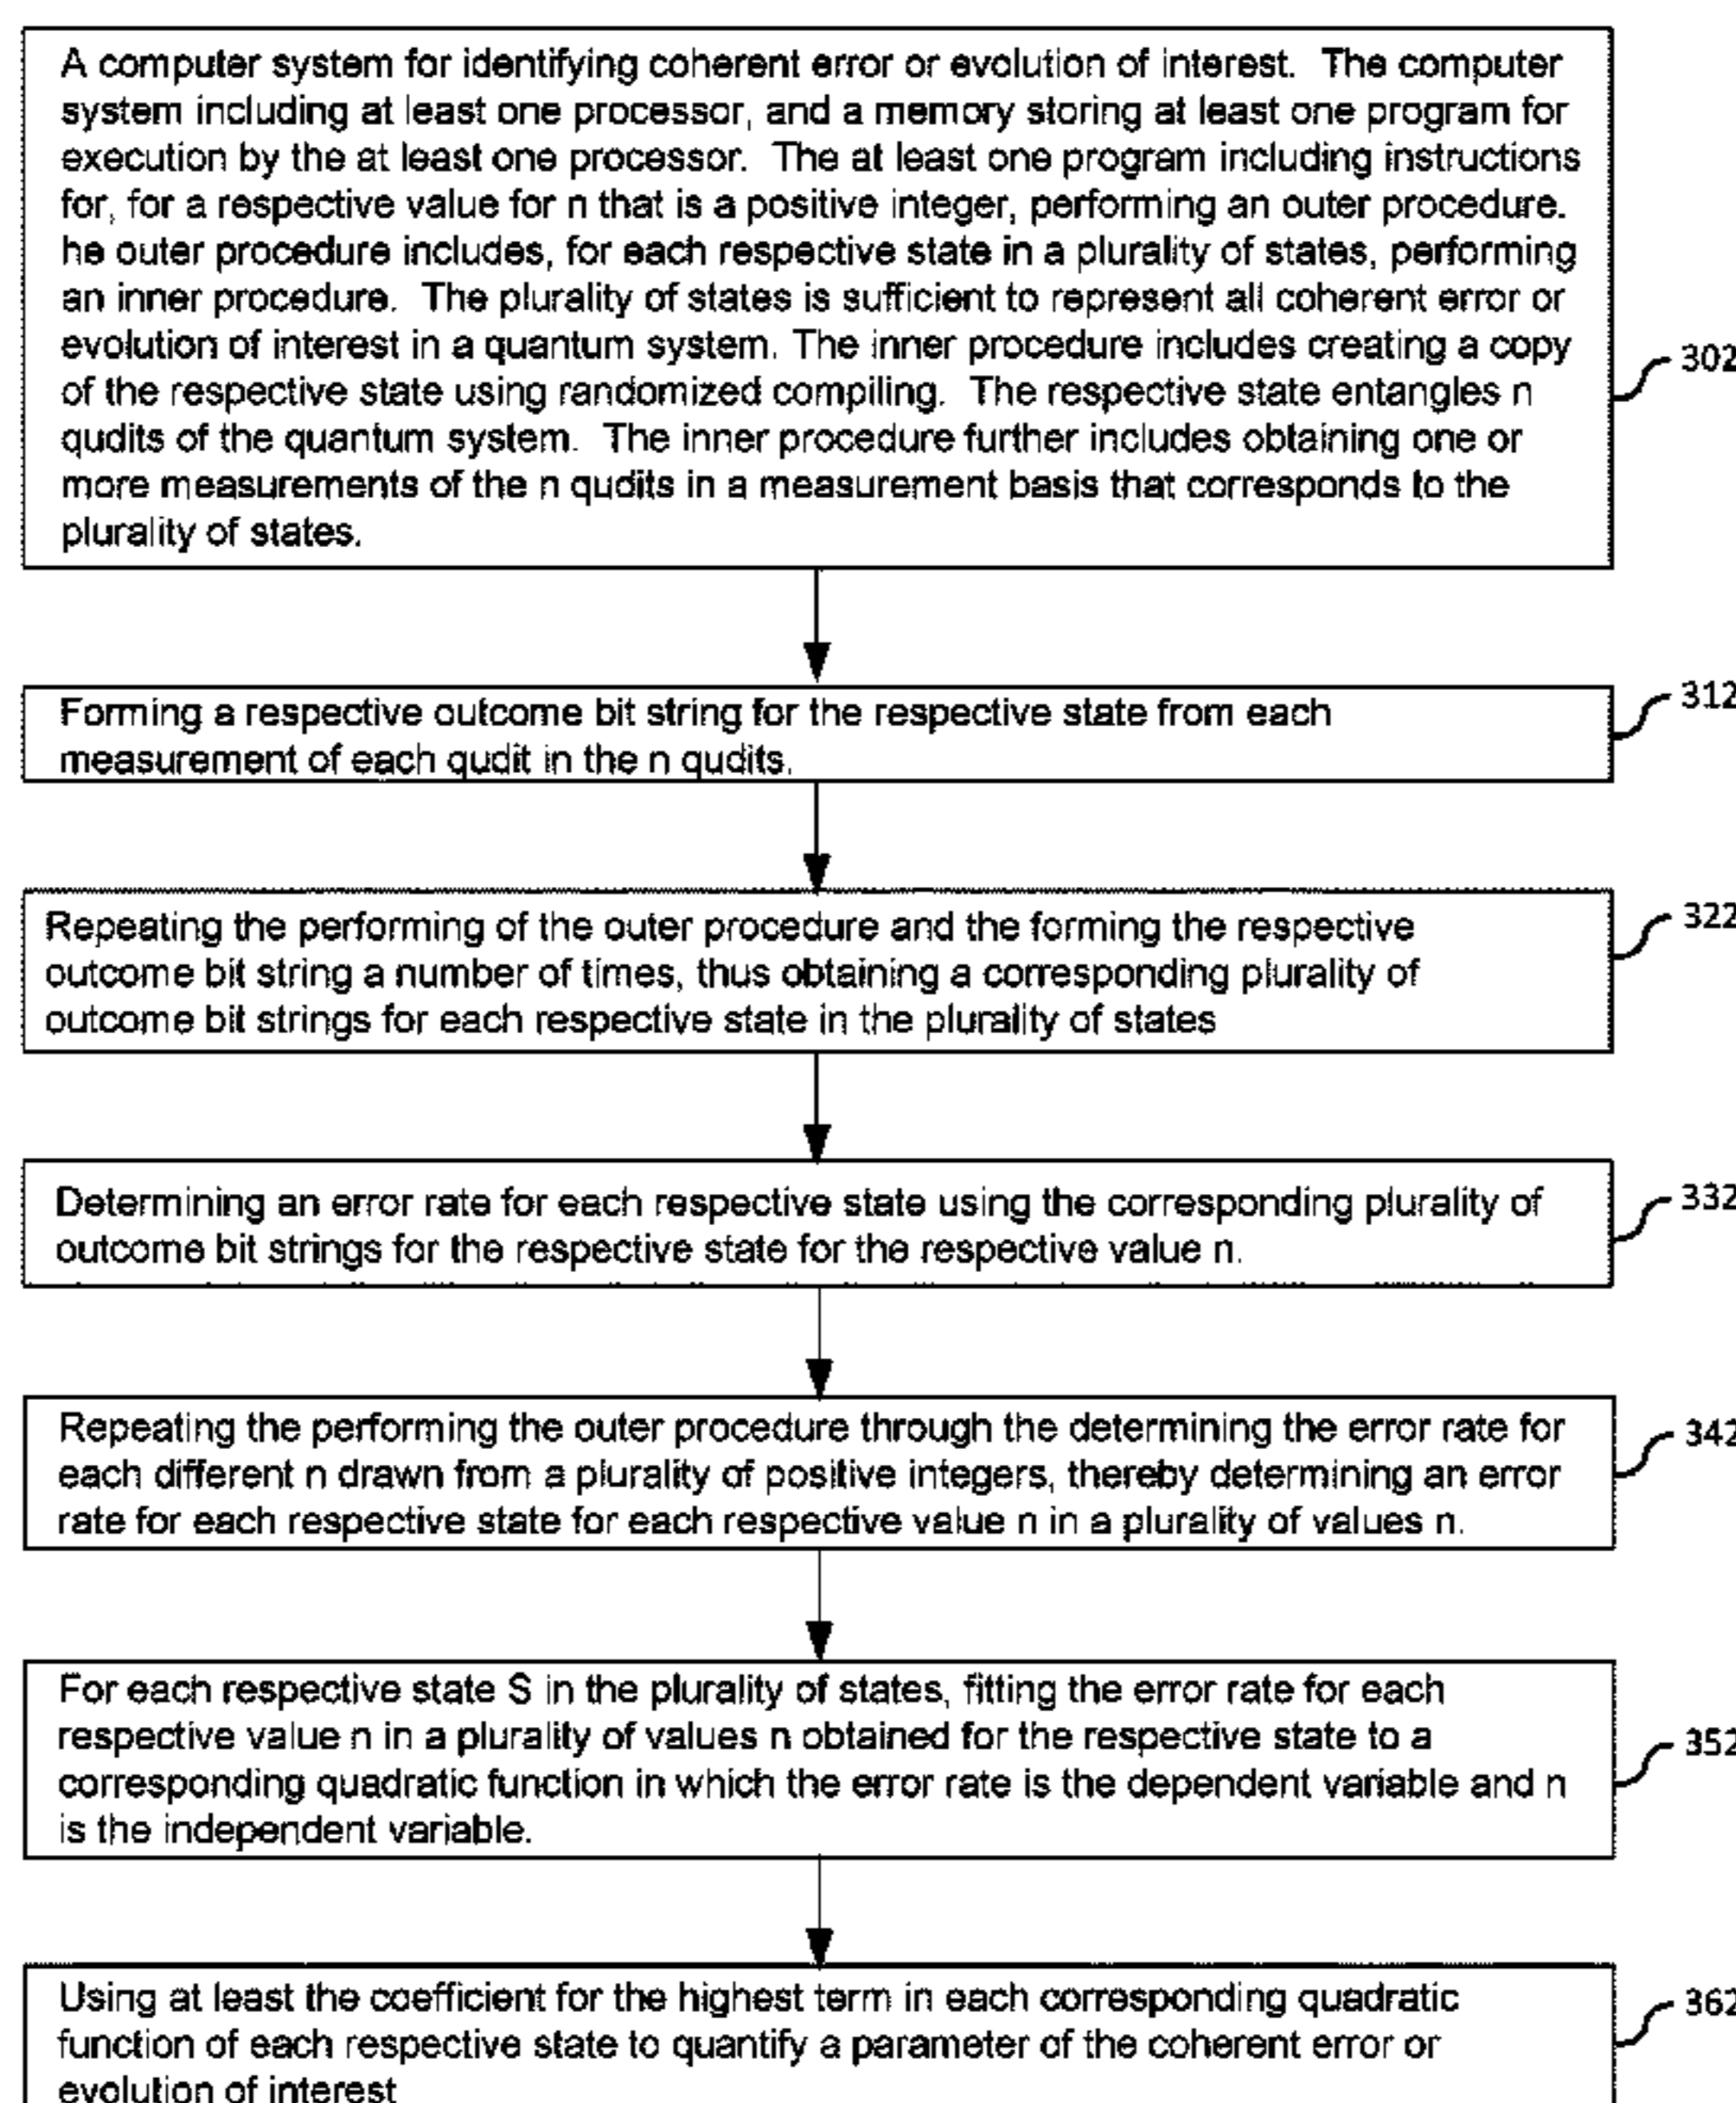 A computer system for identifying coherent error or evolution of interest. The computer
system including at least one processor, and a memory storing at least one program for
execution by the at least one processor. The at least one program including instructions
for, for a respective value for n that is a positive integer, performing an outer procedure.
he outer procedure includes, for each respective state in a plurality of states, performing
an inner procedure. The plurality of states is sufficient to represent all coherent error or
evolution of interest in a quantum system. The inner procedure includes creating a copy
of the respective state using randomized compiling. The respective state entangles n
qudits of the quantum system. The inner procedure further includes obtaining one or
more measurements of the n qudits in a measurement basis that corresponds to the
plurality of states.
302
Forming a respective outcome bit string for the respective state from each
measurement of each qudit in the n qudits.
312
Repeating the performing of the outer procedure and the forming the respective
outcome bit string a number of times, thus obtaining a corresponding plurality of
outcome bit strings for each respective state in the plurality of states
322
Determining an error rate for each respective state using the corresponding plurality of
outcome bit strings for the respective state for the respective value n.
332
Repeating the performing the outer procedure through the determining the error rate for
each different n drawn from a plurality of positive integers, thereby determining an error
rate for each respective state for each respective value n in a plurality of values n.
342
For each respective state S in the plurality of states, fitting the error rate for each
respective value n in a plurality of values n obtained for the respective state to a
corresponding quadratic function in which the error rate is the dependent variable and n
is the independent variable.
352
Using at least the coefficient for the highest term in each corresponding quadratic
function of each respective state to quantify a parameter of the coherent error or
evolution of interest
362